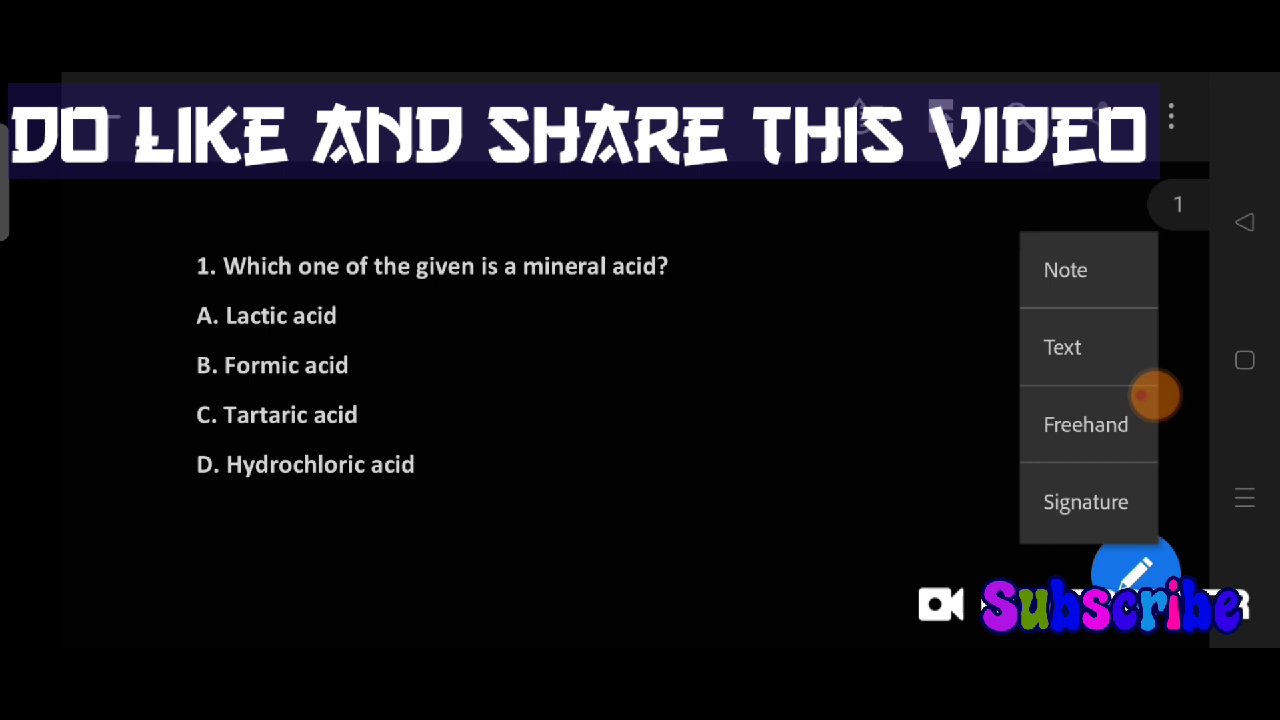 DO LIKE AND SHARE THIS VIDEO
1
1. Which one of the given is a mineral acid?
A. Lactic acid
B. Formic acid
C. Tartaric acid
D. Hydrochloric acid
Note
Text
Freehand
Signature
Subscribe